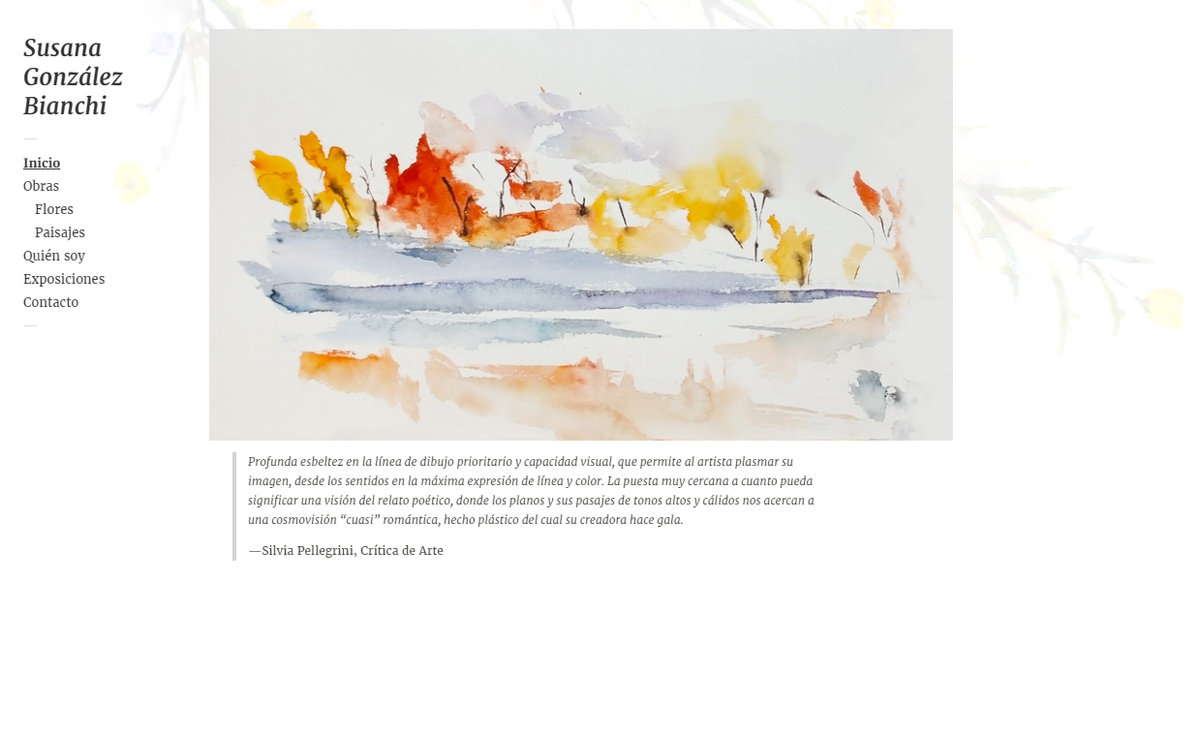 Susana
González
Bianchi
Inicio
Obras
Flores
Paisajes
Quién soy
Exposiciones
Contacto
Profunda esbeltez en la línea de dibujo prioritario y capacidad visual, que permite al artista plasmar su
imagen, desde los sentidos en la máxima expresión de línea y color. La puesta muy cercana a cuanto pueda
significar una visión del relato poético, donde los planos y sus pasajes de tonos altos y cálidos nos acercan a
una cosmovisión “cuasi” romántica, hecho plástico del cual su creadora hace gala.
—Silvia Pellegrini, Crítica de Arte